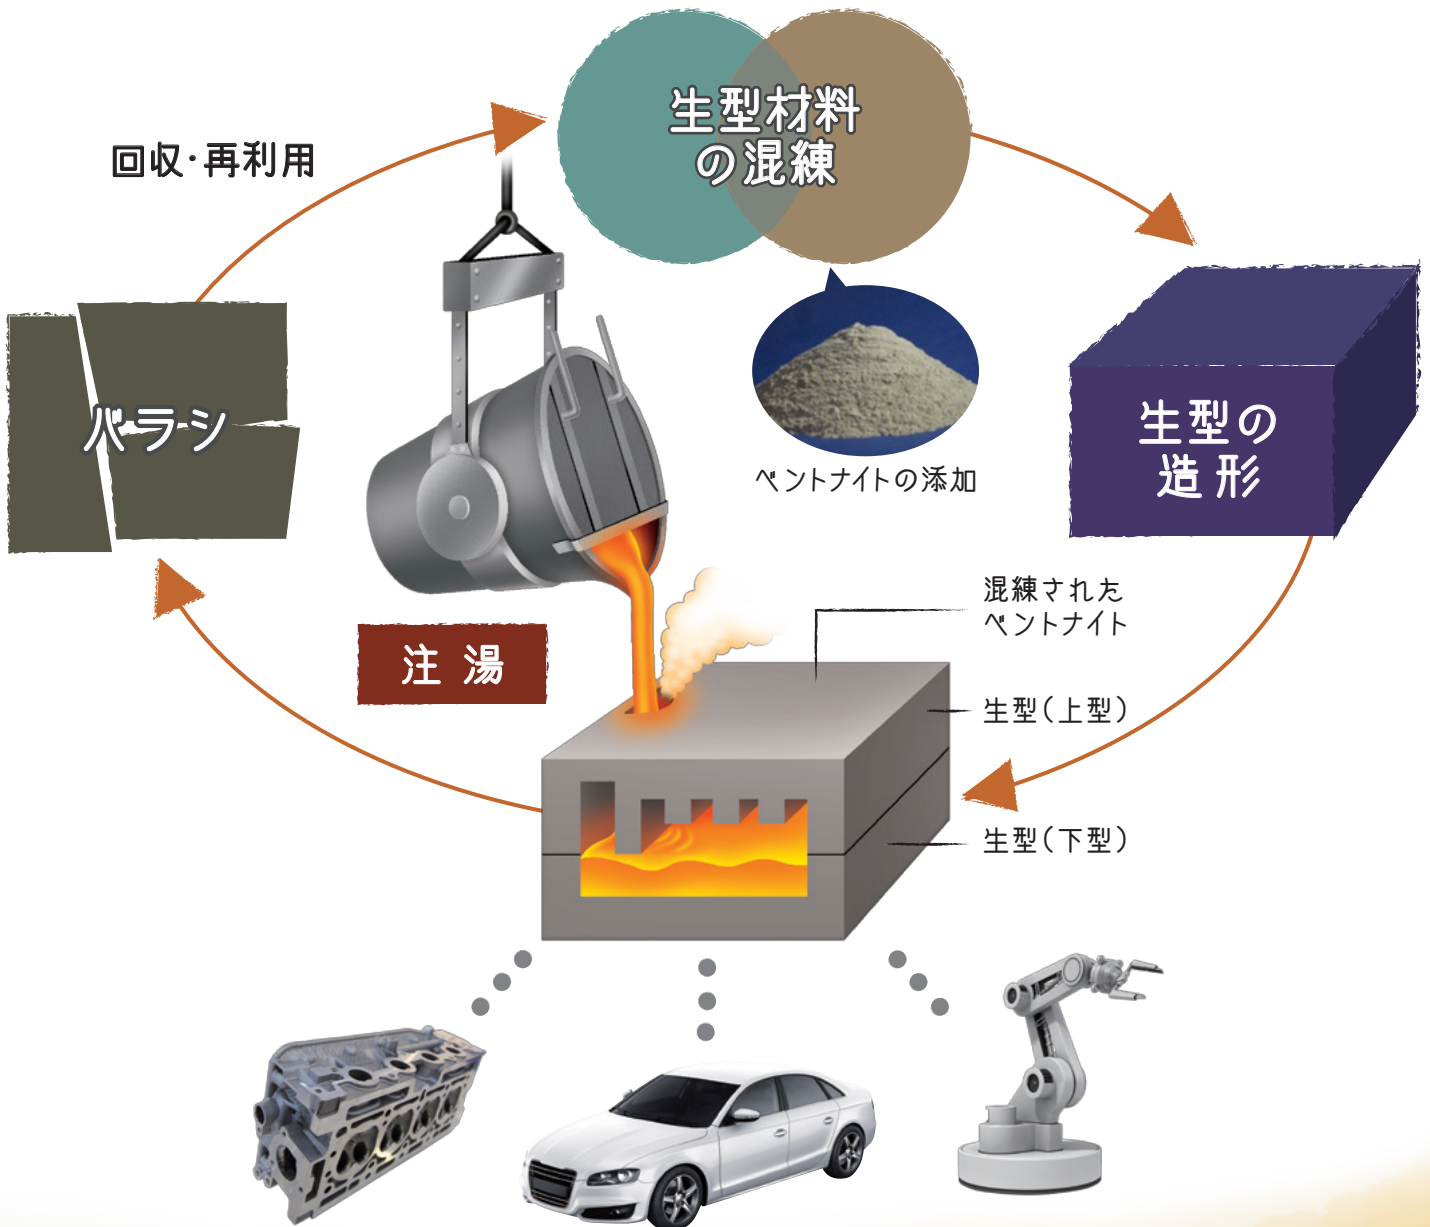 生型材料
の混練
回収・再利用
バラシ
ベントナイトの添加
生型の
造形
混練された
ベントナイト
注湯
生型(上型)
生型(下型)